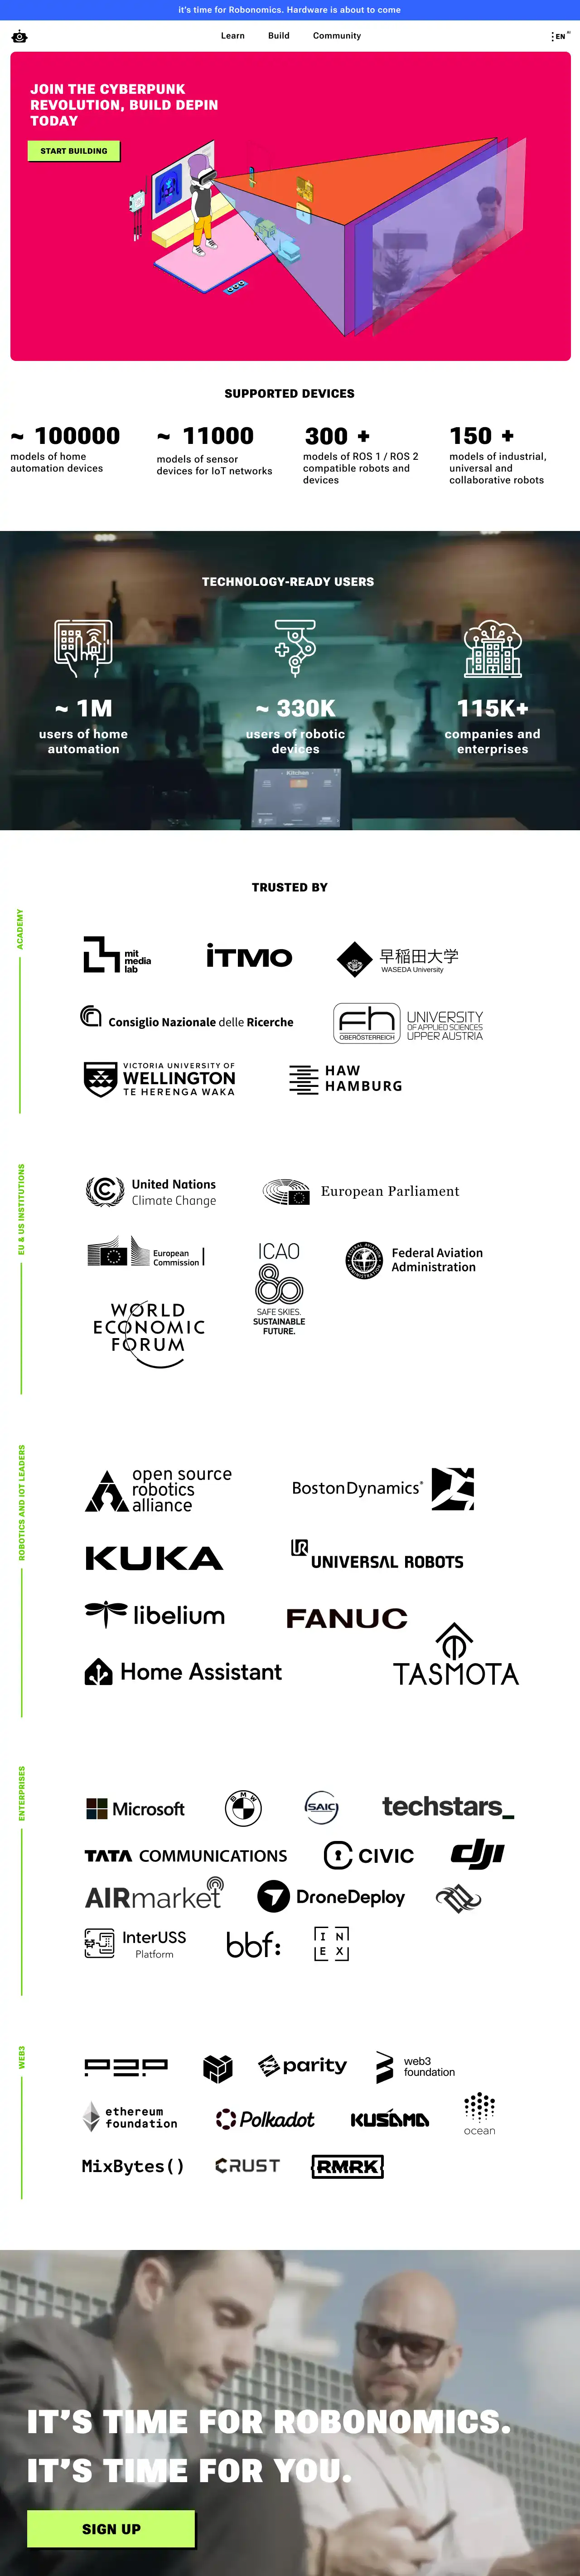 it's time for Robonomics. Hardware is about to come
Learn
Build
Community
EN
JOIN THE CYBERPUNK
REVOLUTION, BUILD DEPIN
TODAY
START BUILDING
SUPPORTED DEVICES
~ 100000
models of home
automation devices
~ 11000
models of sensor
devices for IoT networks
300 +
models of ROS 1 / ROS 2
compatible robots and
devices
150 +
models of industrial,
universal and
collaborative robots
TECHNOLOGY-READY USERS
~ 1M
users of home
automation
~ 330K
users of robotic
devices
115K+
companies and
enterprises
Kitchen
TRUSTED BY
ACADEMY
mit
media
lab
iTMO
早稲田大学
WASEDA University
Consiglio Nazionale delle Ricerche
fh
OBERÖSTERREICH
UNIVERSITY
OF APPLIED SCIENCES
UPPER AUSTRIA
VICTORIA UNIVERSITY OF
WELLINGTON
TE HERENGA WAKA
HAW
HAMBURG
EU & US INSTITUTIONS
United Nations
Climate Change
European Parliament
European
Commission
ICAO
80
SAFE SKIES.
SUSTAINABLE
FUTURE.
Federal Aviation
Administration
WORLD
ECONOMIC
FORUM
ROBOTICS AND IOT LEADERS
open source
robotics
alliance
BostonDynamics
KUKA
UR
UNIVERSAL ROBOTS
libelium
FANUC
Home Assistant
TASMOTA
ENTERPRISES
Microsoft
BMW
SAIC
techstars_
TATA COMMUNICATIONS
CIVIC
dji
AIRmarket
DroneDeploy
InterUSS
Platform
bbf:
INEX
WEB3
P2P
parity
web3
foundation
ethereum
foundation
Polkadot
KUSAMA
ocean
MixBytes()
CRUST
RMRK
IT'S TIME FOR ROBONOMICS.
IT'S TIME FOR YOU.
SIGN UP